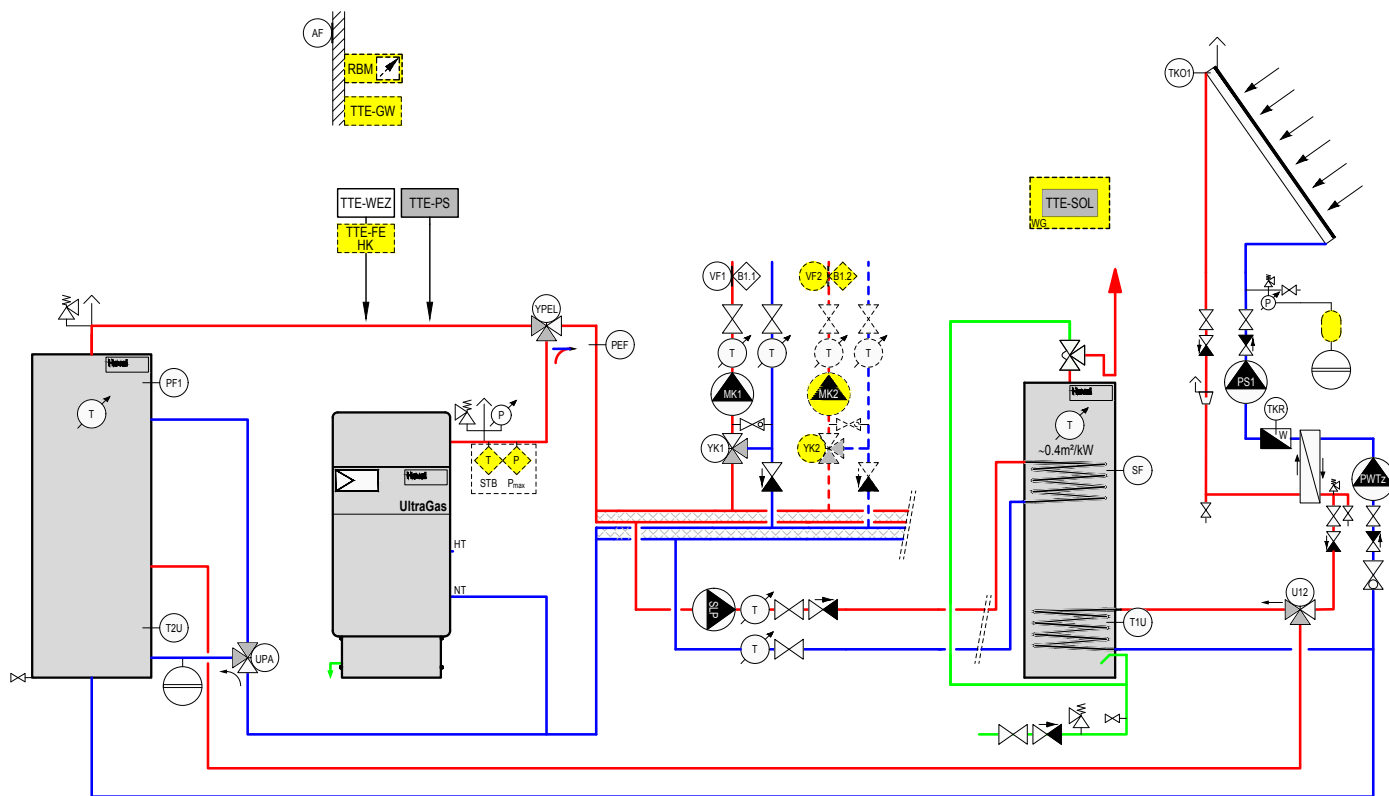 AF
RBM
TTE-GW
TKO1
TTE-WEZ
TTE-PS
TTE-FE
HK
TTE-SOL
WG
VF1
B1.1
VF2
B1.2
YPEL
P
PEF
T
T
T
T
PF1
T
MK1
MK2
PS1
T
~0.4m²/kW
TKR
W
P
YK1
YK2
SF
PWTz
T
P
STB
Pmax
UltraGas
HT
NT
SLP
T
U12
T2U
T1U
T
UPA